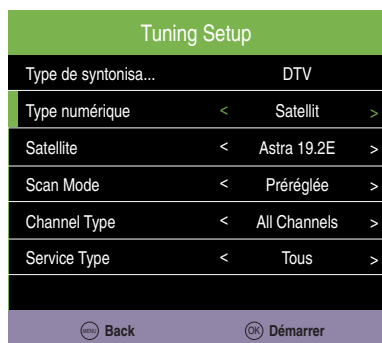 Tuning Setup
Type de syntonisa... DTV
Type numérique < Satellit >
Satellite < Astra 19.2E >
Scan Mode < Préréglée >
Channel Type < All Channels >
Service Type < Tous >
MENU Back OK Démarrer